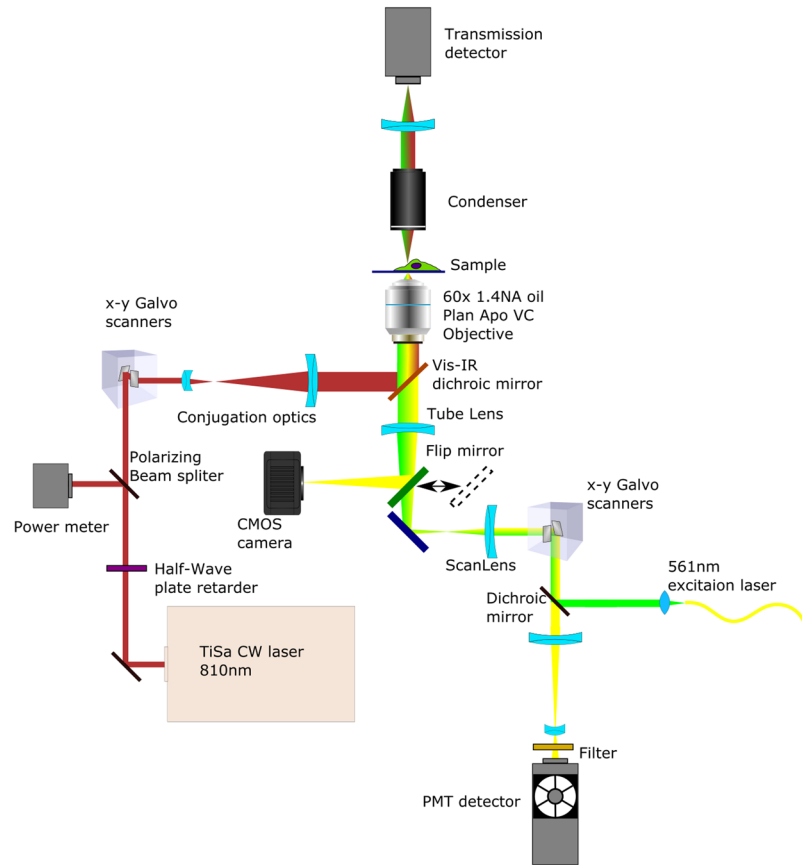 Transmission
detector
Condenser
Sample
60x 1.4NA oil
Plan Apo VC
Objective
x-y Galvo
scanners
Vis-IR
dichroic mirror
Conjugation optics
Tube Lens
Flip mirror
Polarizing
Beam spliter
x-y Galvo
scanners
Power meter
CMOS
camera
ScanLens
Half-Wave
plate retarder
561nm
excitaion laser
Dichroic
mirror
TiSa CW laser
810nm
Filter
PMT detector